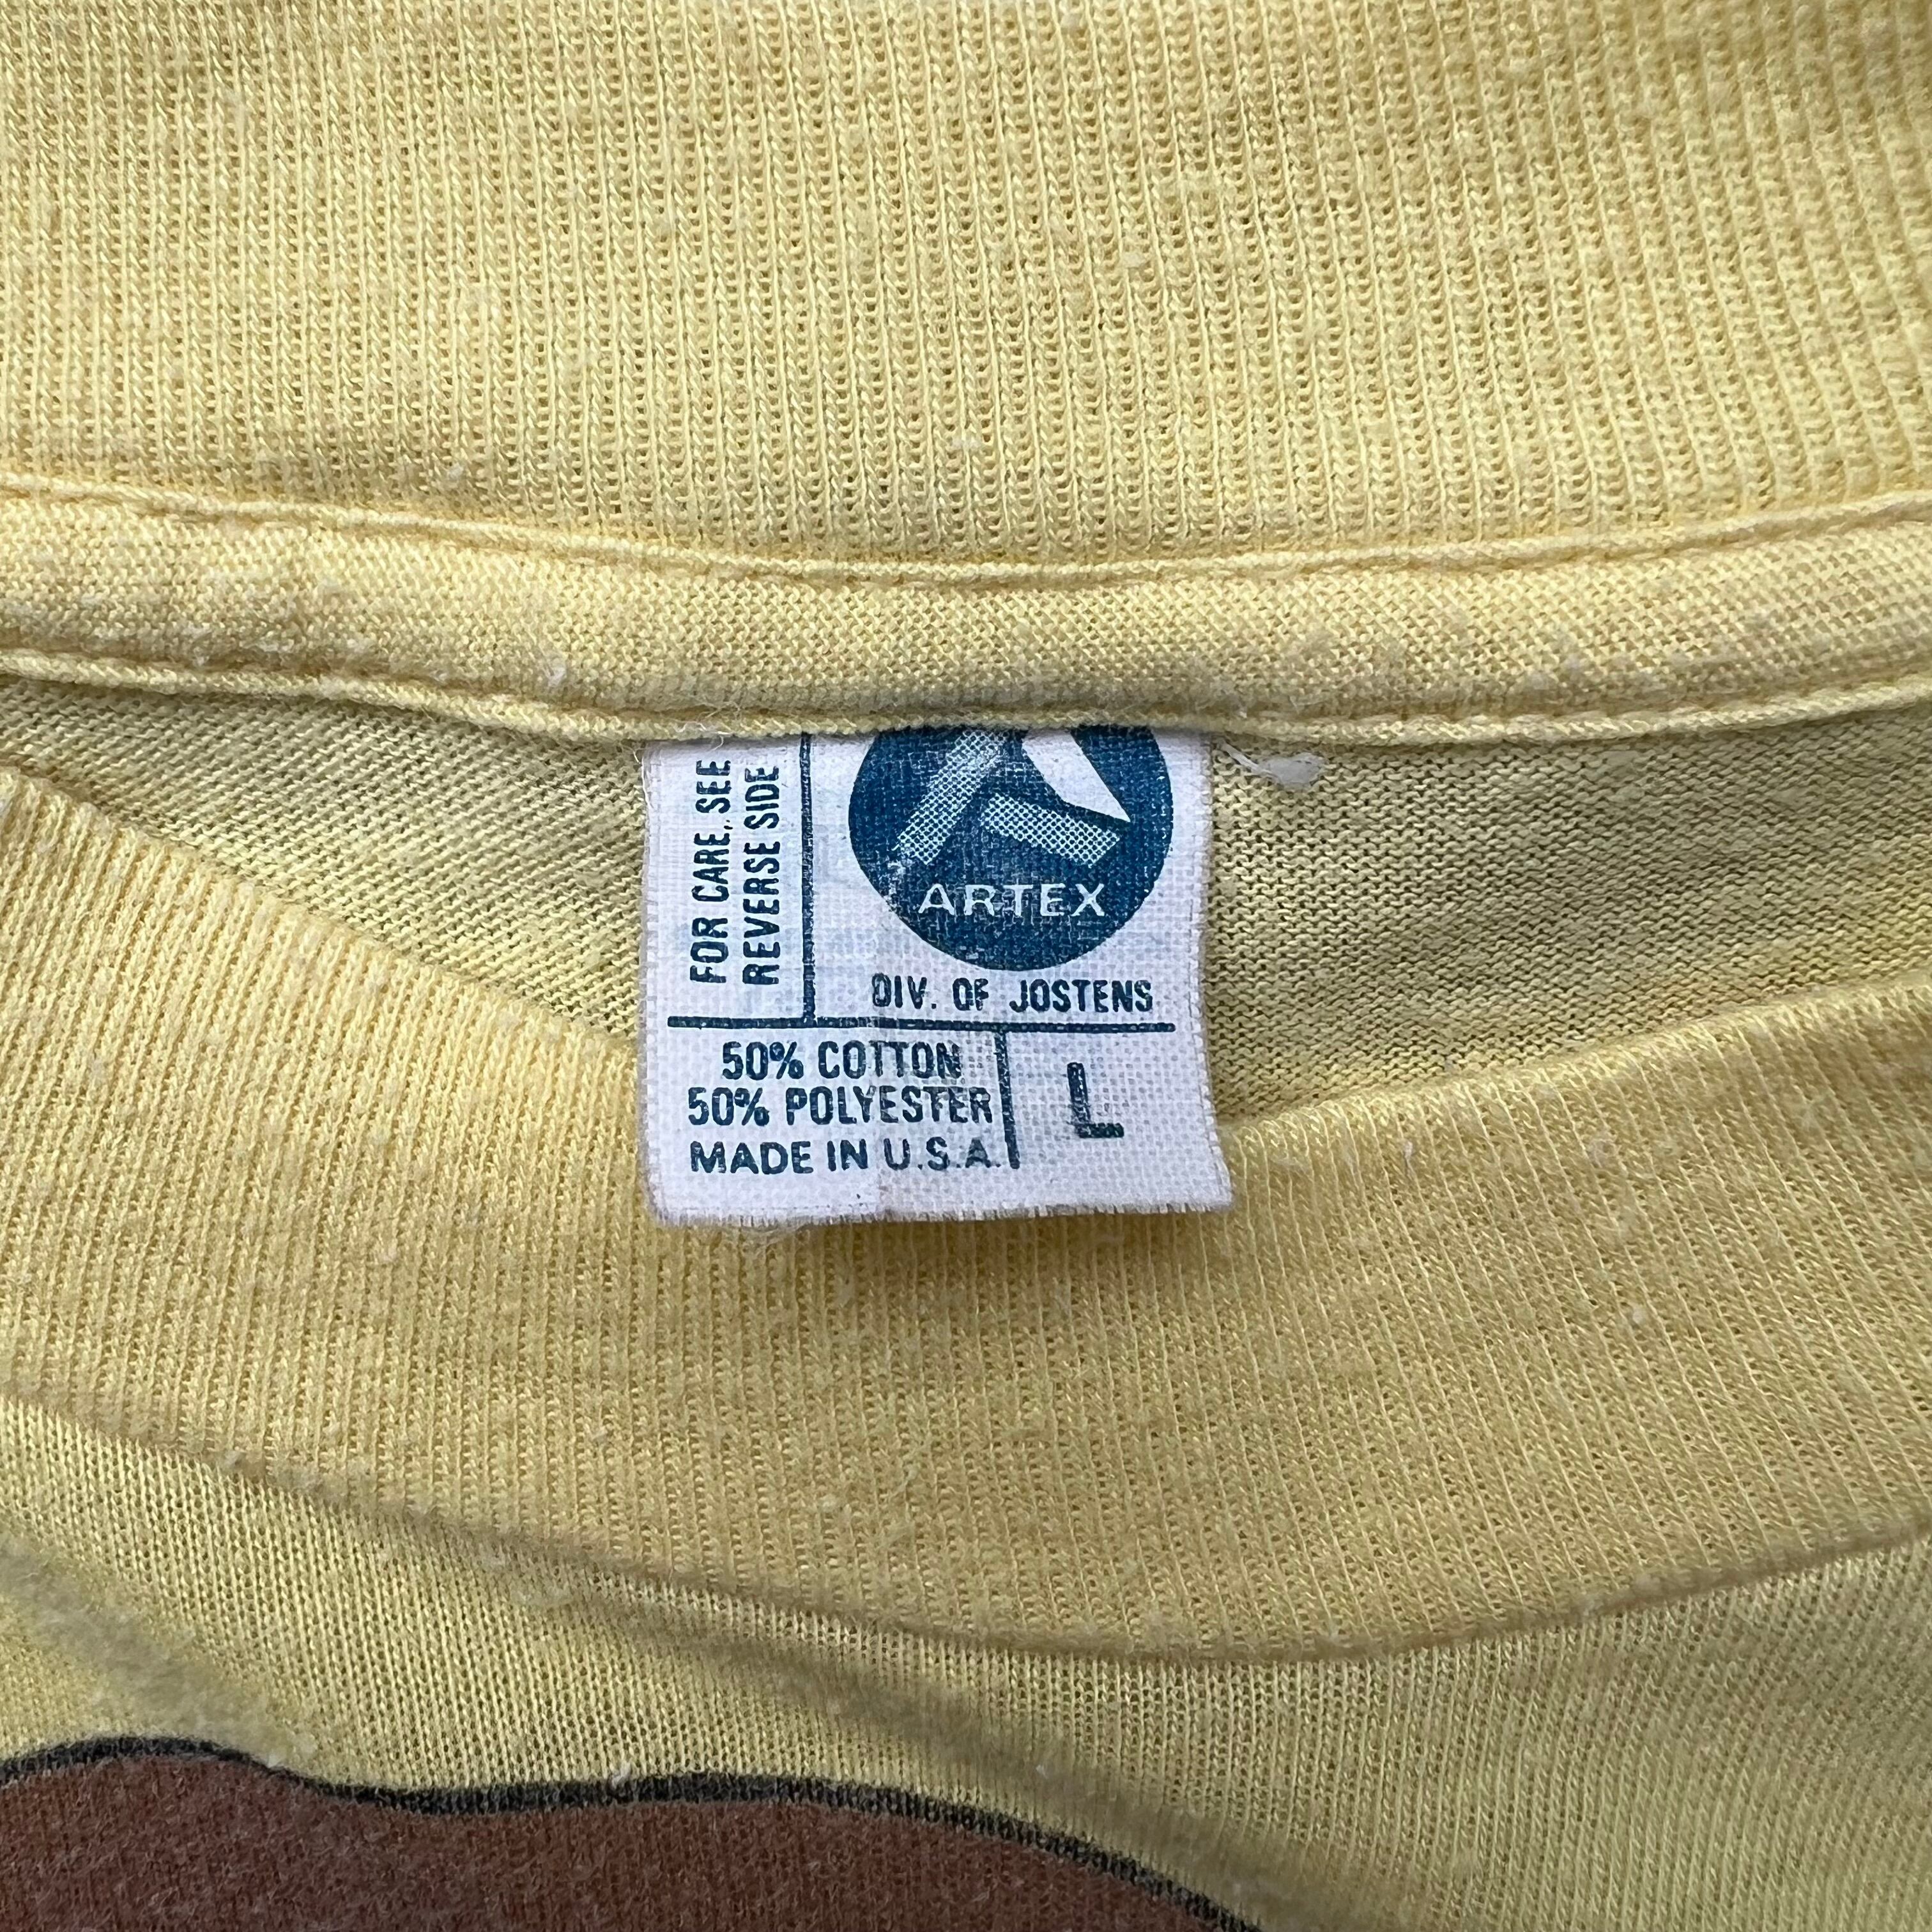 FOR CARE, SEE
REVERSE SIDE
ARTEX
DIV. OF JOSTENS
50% COTTON
50% POLYESTER
MADE IN U.S.A.
L